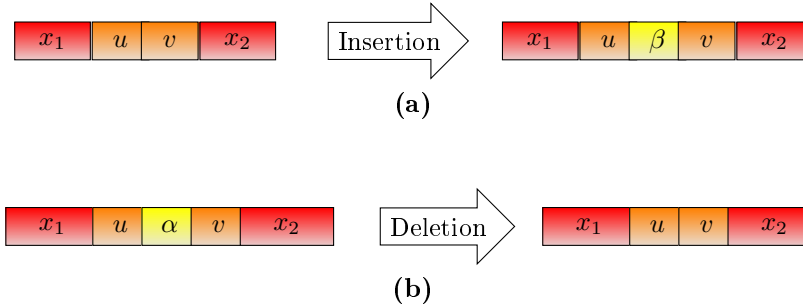 x₁ u v x₂ Insertion x₁ u β v x₂
(a)
x₁ u α v x₂ Deletion x₁ u v x₂
(b)